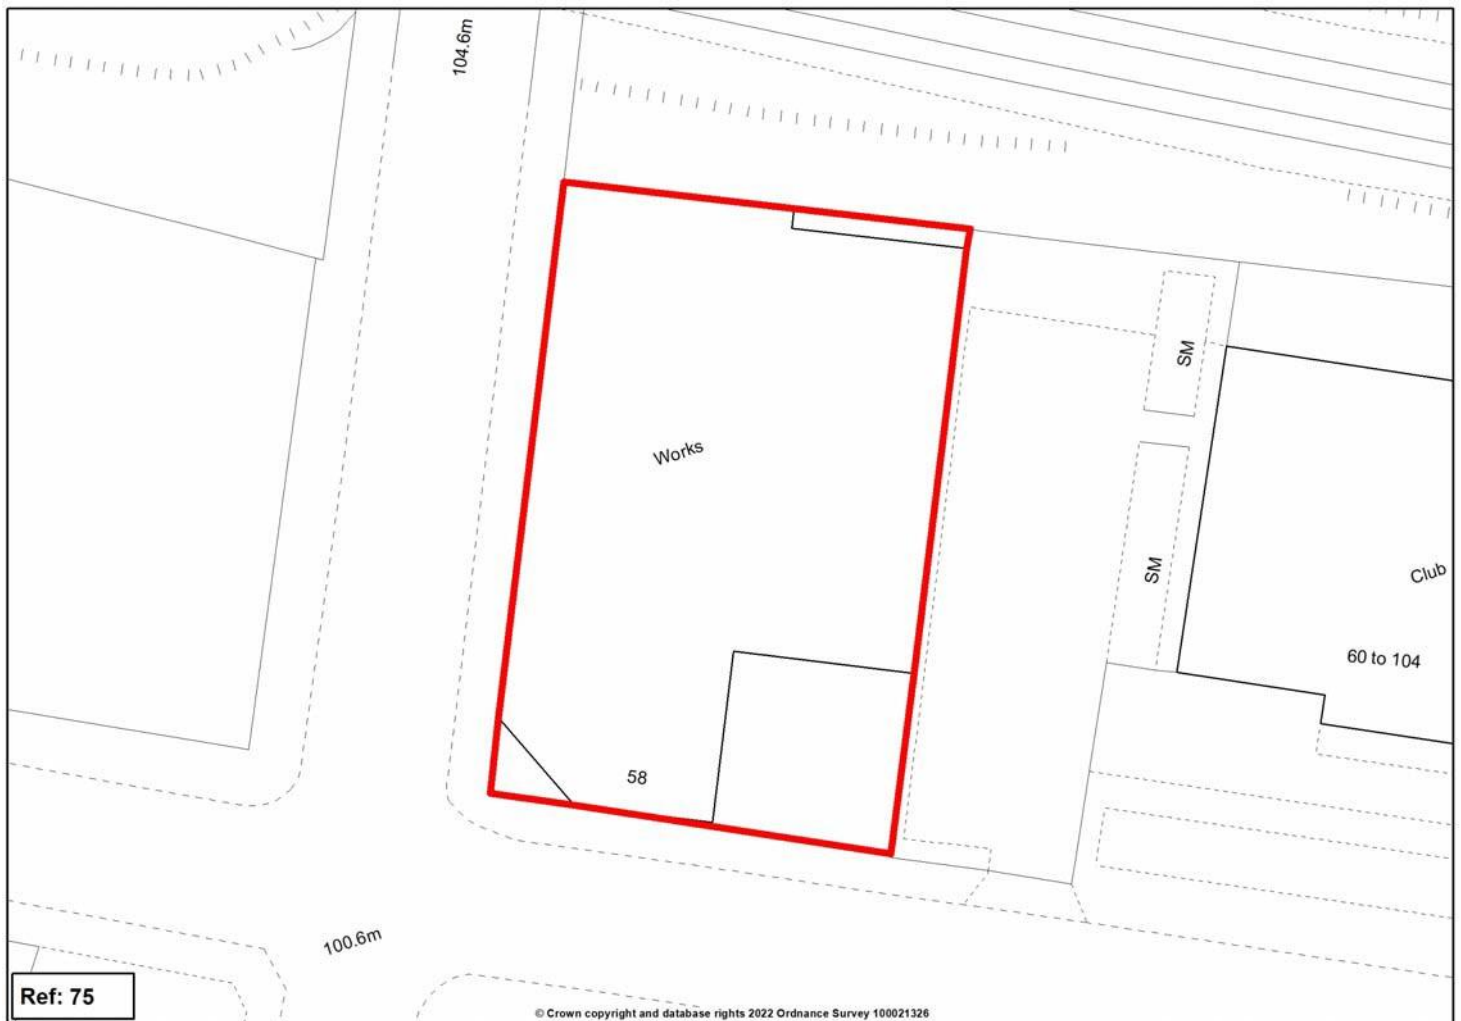 104.6m
SM
Works
SM
Club
60 to 104
58
100.6m
Ref: 75
© Crown copyright and database rights 2022 Ordnance Survey 100021326